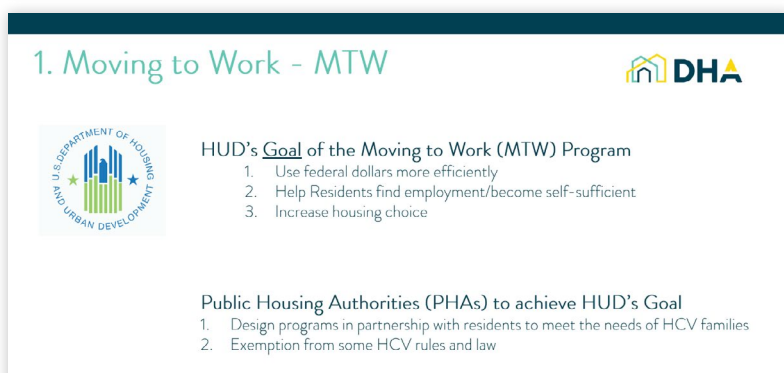 1. Moving to Work - MTW
DHA
U.S. DEPARTMENT OF HOUSING
AND URBAN DEVELOPMENT
HUD's Goal of the Moving to Work (MTW) Program
1. Use federal dollars more efficiently
2. Help Residents find employment/become self-sufficient
3. Increase housing choice
Public Housing Authorities (PHAs) to achieve HUD's Goal
1. Design programs in partnership with residents to meet the needs of HCV families
2. Exemption from some HCV rules and law